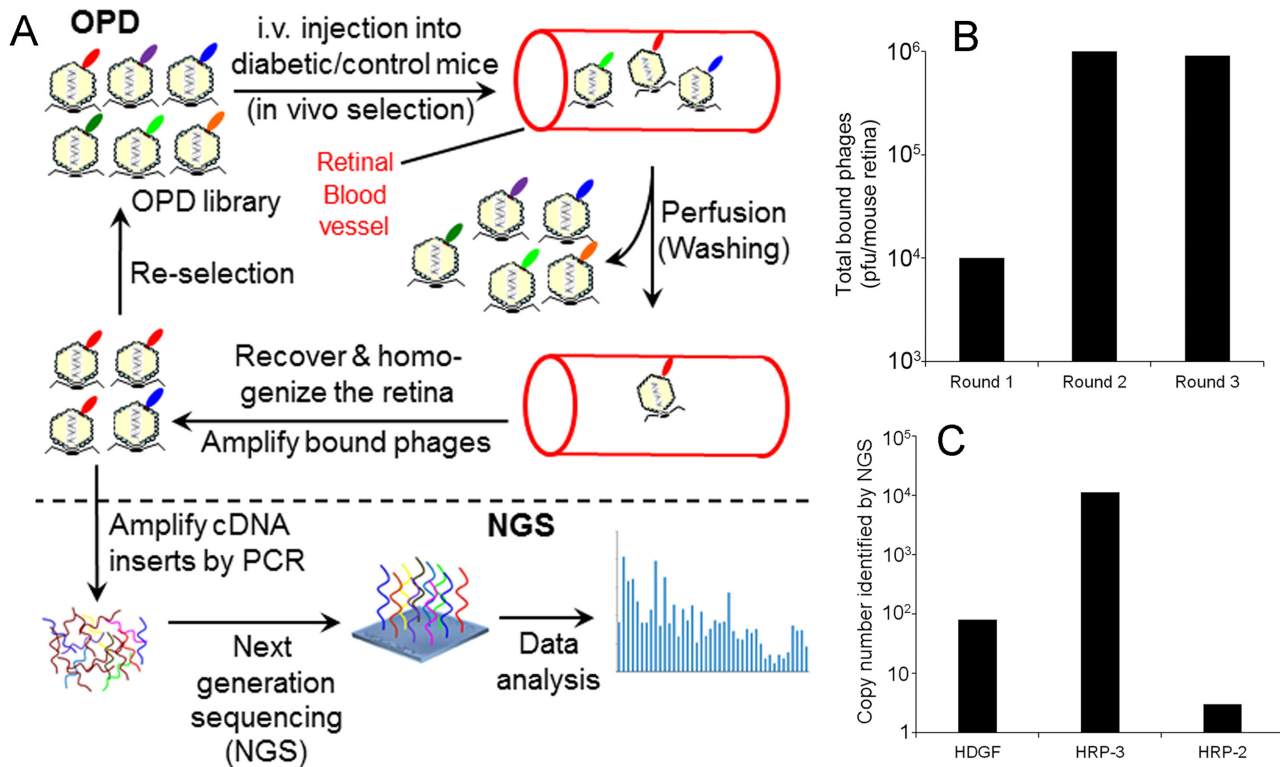 A
OPD
i.v. injection into
diabetic/control mice
(in vivo selection)
Retinal
Blood
vessel
OPD library
Perfusion
(Washing)
Re-selection
Recover & homo-
genize the retina
Amplify bound phages
Amplify cDNA
inserts by PCR
NGS
Next
generation
sequencing
(NGS)
Data
analysis
B
Total bound phages
(pfu/mouse retina)
10⁶
10⁵
10⁴
10³
Round 1 Round 2 Round 3
C
Copy number identified by NGS
10⁵
10⁴
10³
10²
10
1
HDGF HRP-3 HRP-2